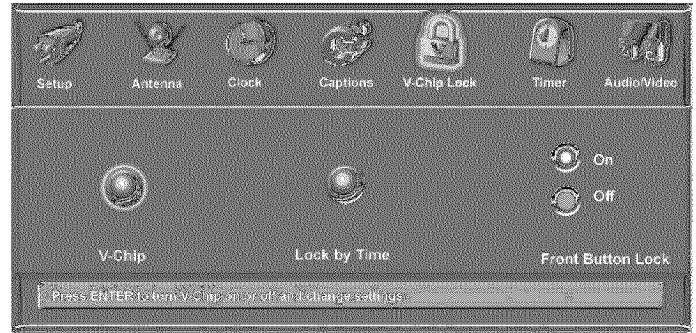 Setup Antenna Clock Captions V-Chip Lock Timer Audio/Video
On
Off
V-Chip Lock by Time Front Button Lock
Press ENTER to turn V-Chip on or off and change settings.